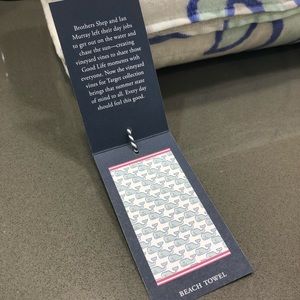 Brothers Shep and Ian
Murray left their day jobs
to get out on the water and
chase the sun—creating
vineyard vines to share those
Good Life moments with
everyone. Now the vineyard
vines for Target collection
brings that summer state
of mind to all. Every day
should feel this good.
BEACH TOWEL